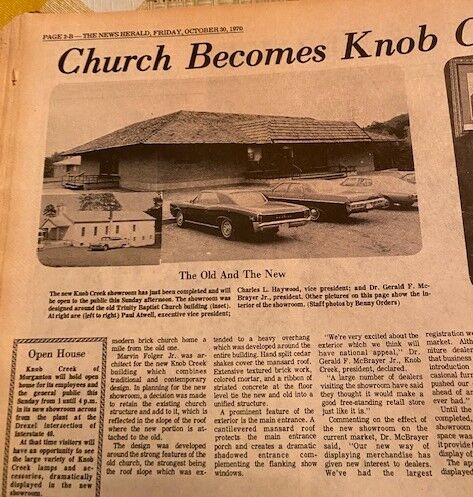 PAGE 2-B — THE NEWS HERALD, FRIDAY, OCTOBER 30, 1970
Church Becomes Knob C
The Old And The New
The new Knob Creek showroom has just been completed and will
be open to the public this Sunday afternoon. The showroom was
designed around the old Trinity Baptist Church building (inset).
At right are (left to right) Paul Atwell, executive vice president;
Charles L. Haywood, vice president; and Dr. Gerald F. Mc-
Brayer Jr., president. Other pictures on this page show the in-
terior of the showroom. (Staff photos by Benny Orders)
Open House
Knob Creek of
Morganton will hold open
house for its employees and
the general public this
Sunday from 1 until 4 p.m.
in its new showroom across
from the plant at the
Drexel intersection of
Interstate 40.
At that time visitors will
have an opportunity to see
the large variety of Knob
Creek lamps and ac-
cessories, dramatically
displayed in the new
showroom.
modern brick church home a
mile from the old one.
Marvin Folger Jr. was ar-
chitect for the new Knob Creek
building which combines
traditional and contemporary
design. In planning for the new
showroom, a decision was made
to retain the existing church
structure and add to it, which is
reflected in the slope of the roof
where the new portion is at-
tached to the old.
The design was developed
around the strong features of the
old church, the strongest being
the roof slope which was ex-
tended to a heavy overhang
which was developed around the
entire building. Hand split cedar
shakes cover the mansard roof.
Extensive textured brick work,
colored mortar, and a ribbon of
striated concrete at the floor
level tie the new and old into a
unified structure.
A prominent feature of the
exterior is the main entrance. A
cantilevered mansard roof
protects the main entrance
porch and creates a dramatic
shadowed entrance com-
plementing the flanking show
windows.
"We're very excited about the
exterior which we think will
have national appeal," Dr.
Gerald F. McBrayer Jr., Knob
Creek, president, declared.
"A large number of dealers
visiting the showroom have said
they thought it would make a
good free-standing retail store
just like it is."
Commenting on the effect of
the new showroom on the
current market, Dr. McBrayer
said, "Our new way of
displaying merchandise has
given new interest to dealers.
We've had the largest
registration
market.
niture dealer
that business
introduction
national furn
pushed out
ahead of
ever had."
Until
completed,
showroom
space was
it provided
display of
The
displayed